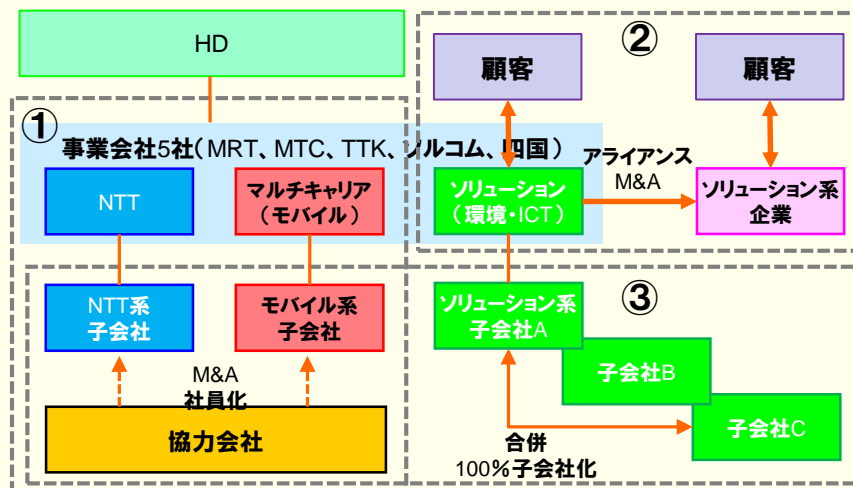 HD
①
事業会社5社(MRT、MTC、TTK、ソルコム、四国)
NTT
マルチキャリア
(モバイル)
②
顧客
顧客
アライアンス
M&A
ソリューション
(環境・ICT)
ソリューション系
企業
NTT系
子会社
モバイル系
子会社
M&A
社員化
協力会社
③
ソリューション系
子会社A
子会社B
子会社C
合併
100%子会社化